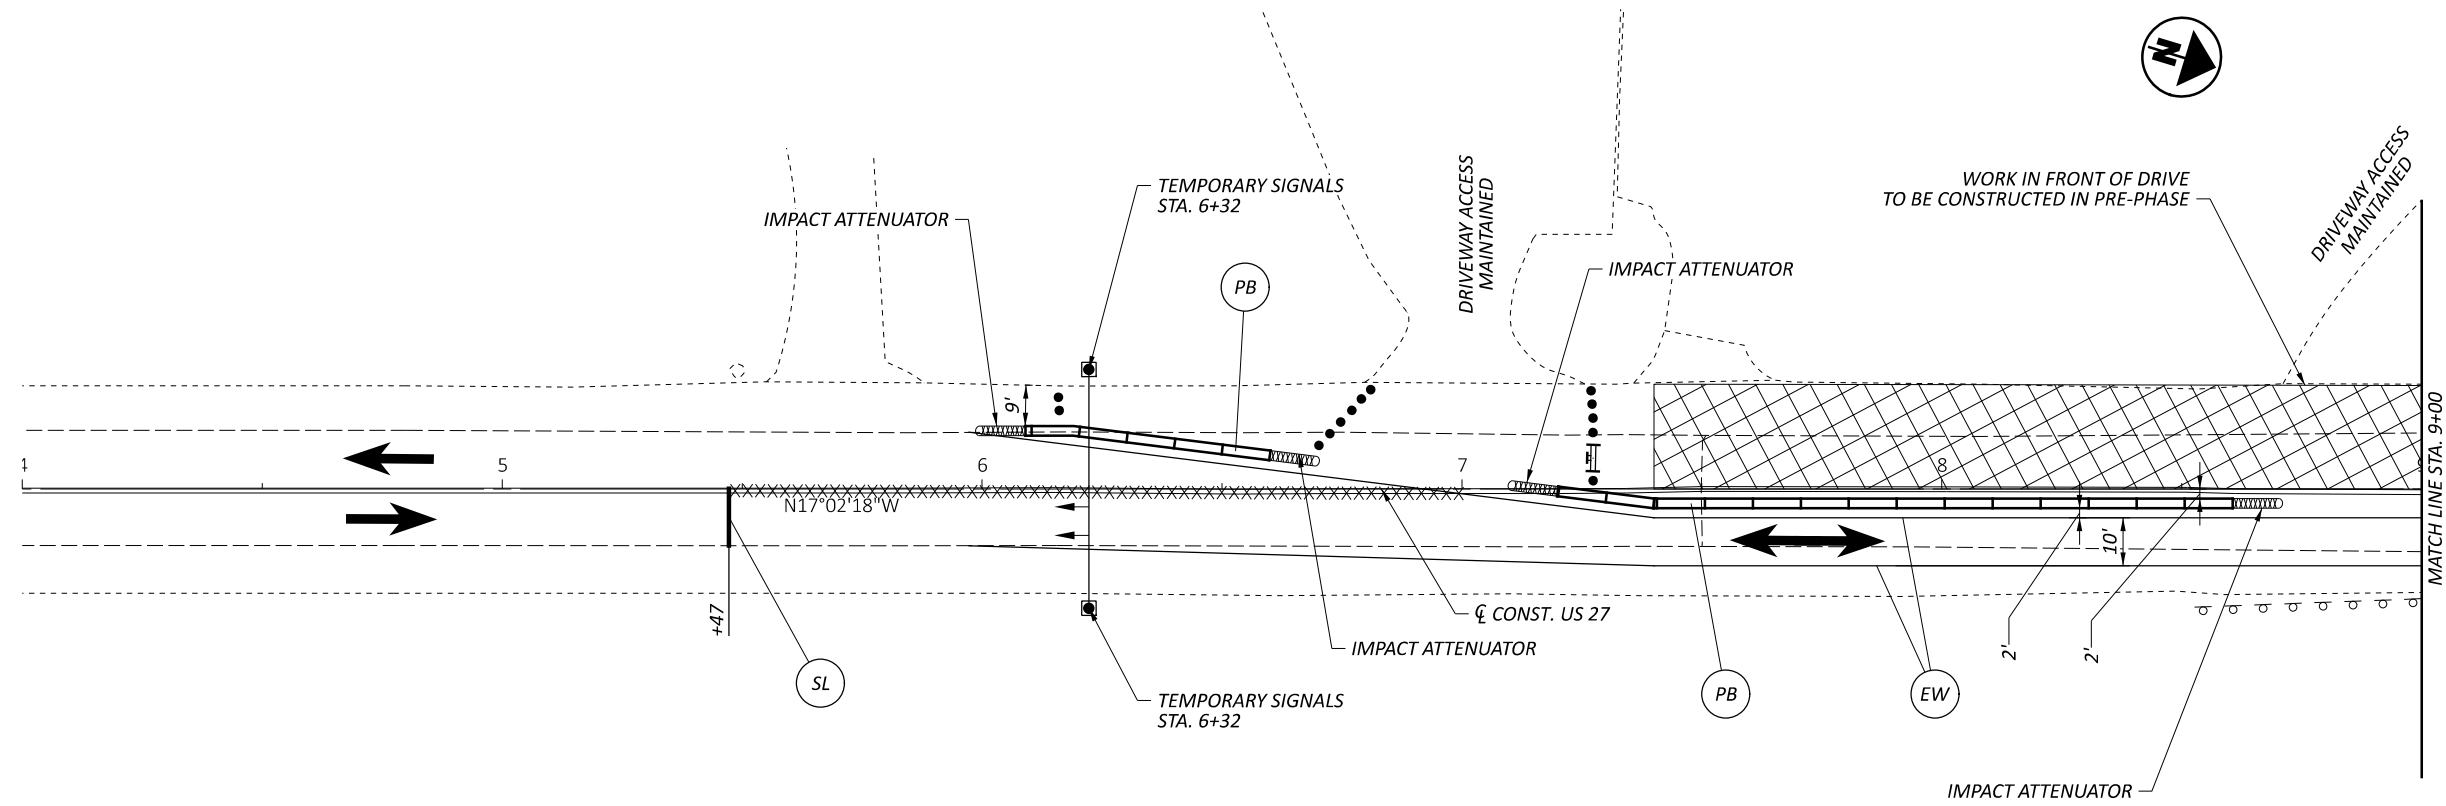 N
TEMPORARY SIGNALS
STA. 6+32
IMPACT ATTENUATOR
PB
DRIVEWAY ACCESS
MAINTAINED
IMPACT ATTENUATOR
WORK IN FRONT OF DRIVE
TO BE CONSTRUCTED IN PRE-PHASE
DRIVEWAY ACCESS
MAINTAINED
9'
4
5
6
7
8
N17°02'18"W
10'
MATCH LINE STA. 9+00
+47
SL
℄ CONST. US 27
IMPACT ATTENUATOR
TEMPORARY SIGNALS
STA. 6+32
PB
EW
2'
2'
IMPACT ATTENUATOR